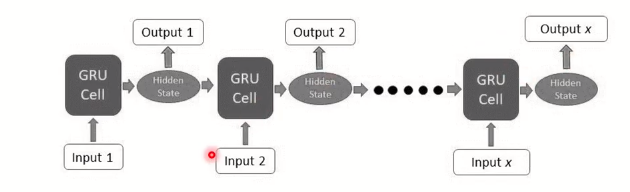 Output 1
Output 2
Output x
GRU
Cell
Hidden
State
GRU
Cell
Hidden
State
GRU
Cell
Hidden
State
Input 1
Input 2
Input x